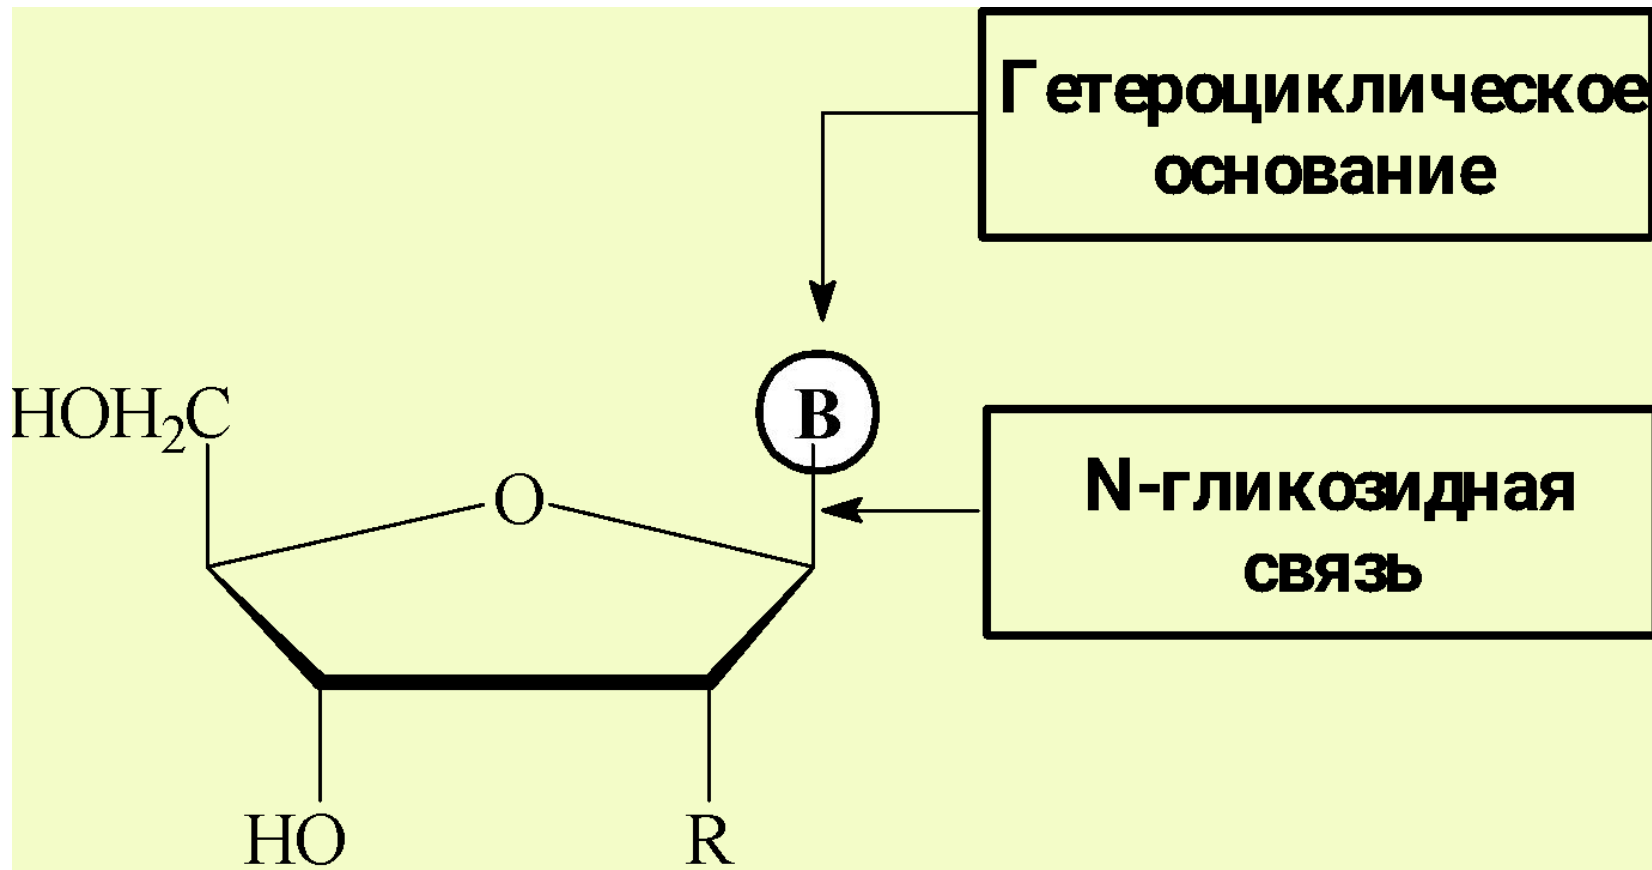 Гетероциклическое
основание
B
HOH₂C
O
N-гликозидная
связь
HO
R